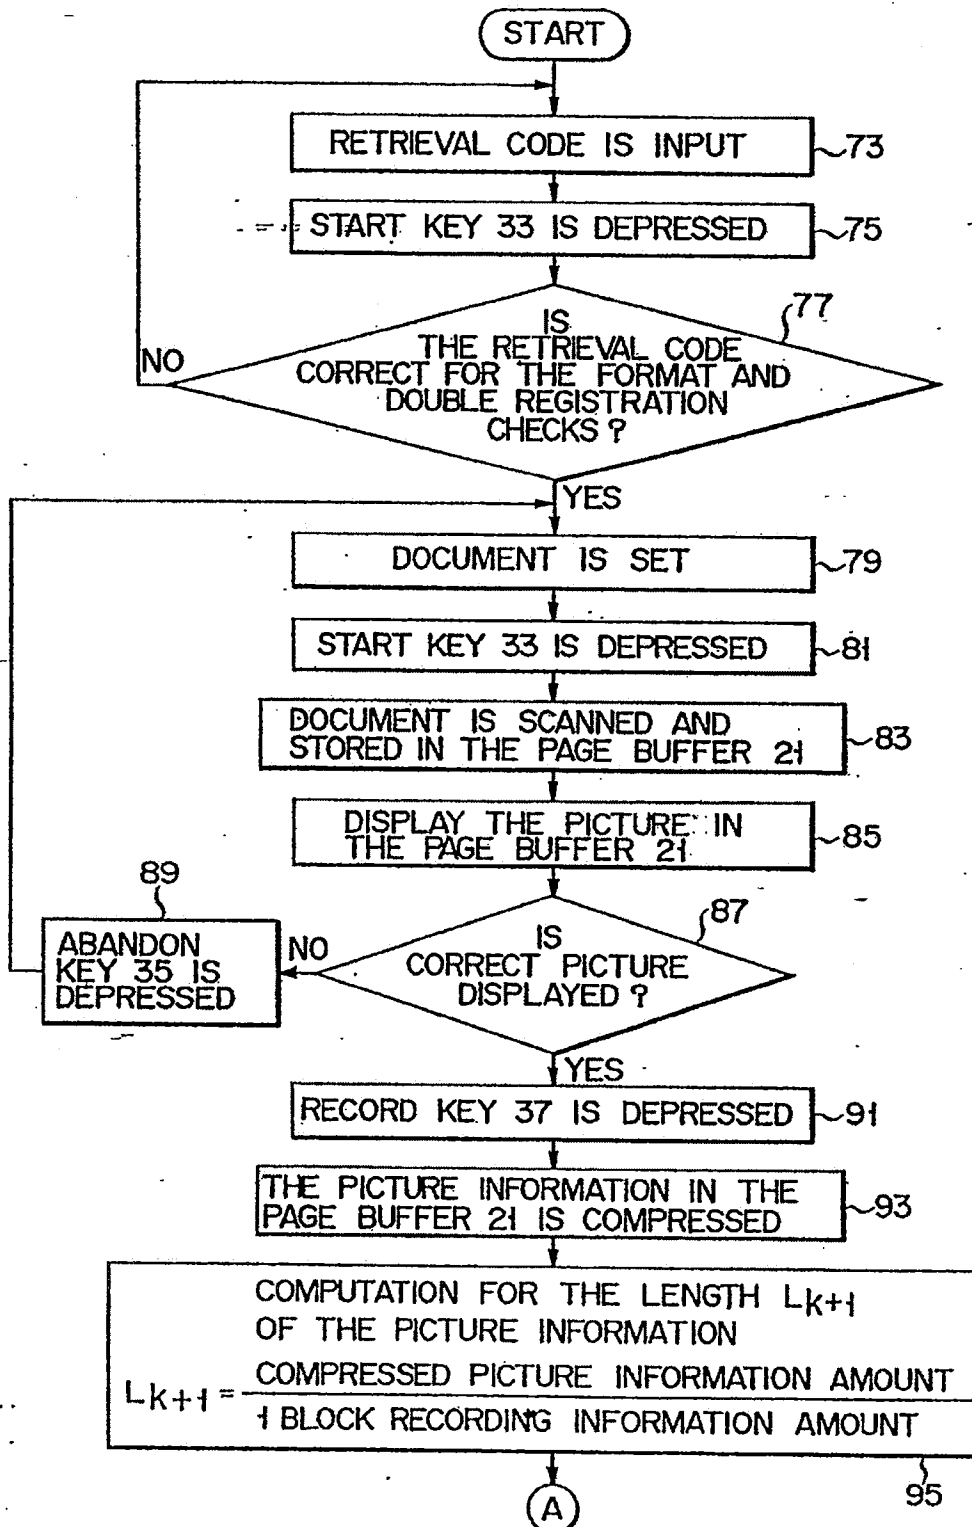 START
RETRIEVAL CODE IS INPUT
73
START KEY 33 IS DEPRESSED
75
77
IS
THE RETRIEVAL CODE
CORRECT FOR THE FORMAT AND
DOUBLE REGISTRATION
CHECKS ?
NO
YES
DOCUMENT IS SET
79
START KEY 33 IS DEPRESSED
81
DOCUMENT IS SCANNED AND
STORED IN THE PAGE BUFFER 21
83
DISPLAY THE PICTURE IN
THE PAGE BUFFER 21
85
87
IS
CORRECT PICTURE
DISPLAYED ?
NO
89
ABANDON
KEY 35 IS
DEPRESSED
YES
RECORD KEY 37 IS DEPRESSED
91
THE PICTURE INFORMATION IN THE
PAGE BUFFER 21 IS COMPRESSED
93
COMPUTATION FOR THE LENGTH Lk+1
OF THE PICTURE INFORMATION
COMPRESSED PICTURE INFORMATION AMOUNT
Lk+1 =
1 BLOCK RECORDING INFORMATION AMOUNT
95
A